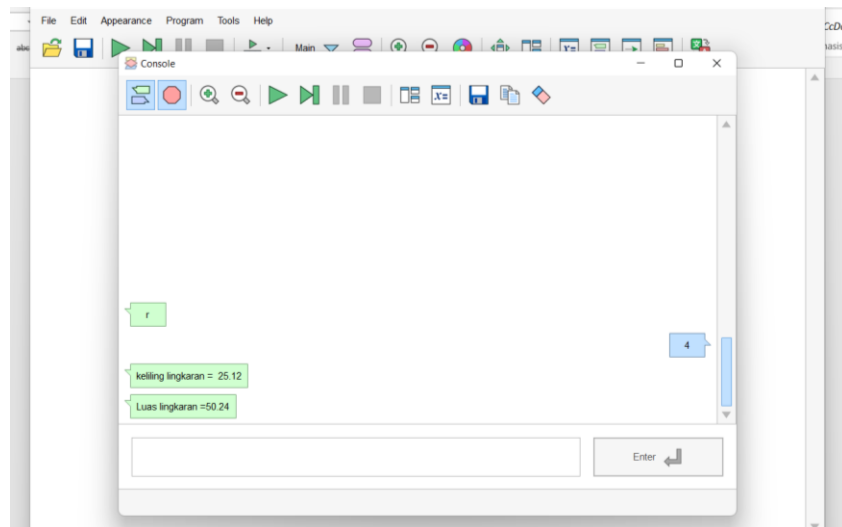 File Edit Appearance Program Tools Help
Main
Console
r
4
keliling lingkaran = 25.12
Luas lingkaran =50.24
Enter